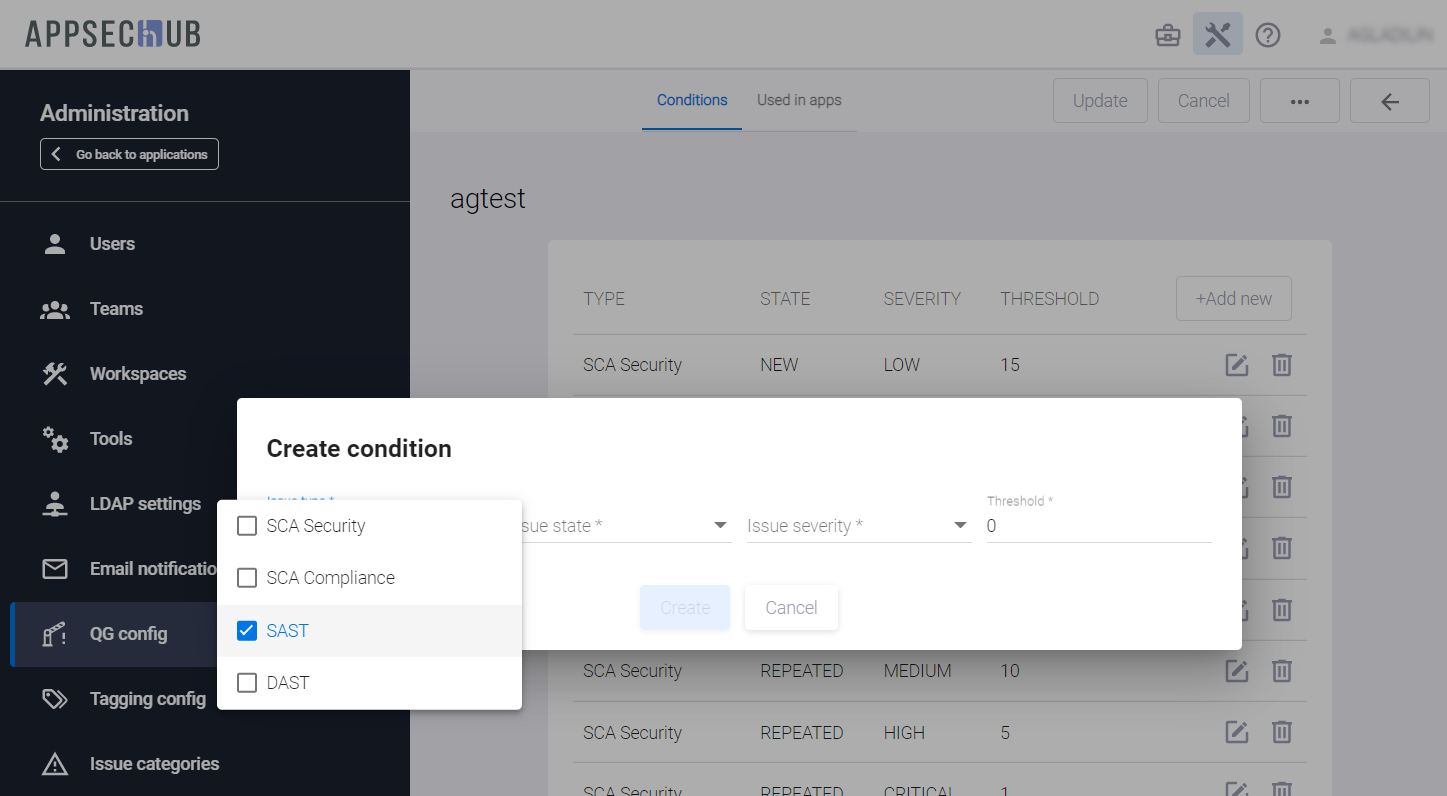 APPSECHUB
Administration
Go back to applications
Conditions
Used in apps
Update
Cancel
agtest
Users
Teams
Workspaces
Tools
LDAP settings
Email notificatio
QG config
Tagging config
Issue categories
TYPE STATE SEVERITY THRESHOLD +Add new
SCA Security NEW LOW 15
Create condition
Issue type *
sue state *
Issue severity *
Threshold *
0
SCA Security
SCA Compliance
SAST
DAST
Create
Cancel
SCA Security REPEATED MEDIUM 10
SCA Security REPEATED HIGH 5
SCA Security REPEATED CRITICAL 1